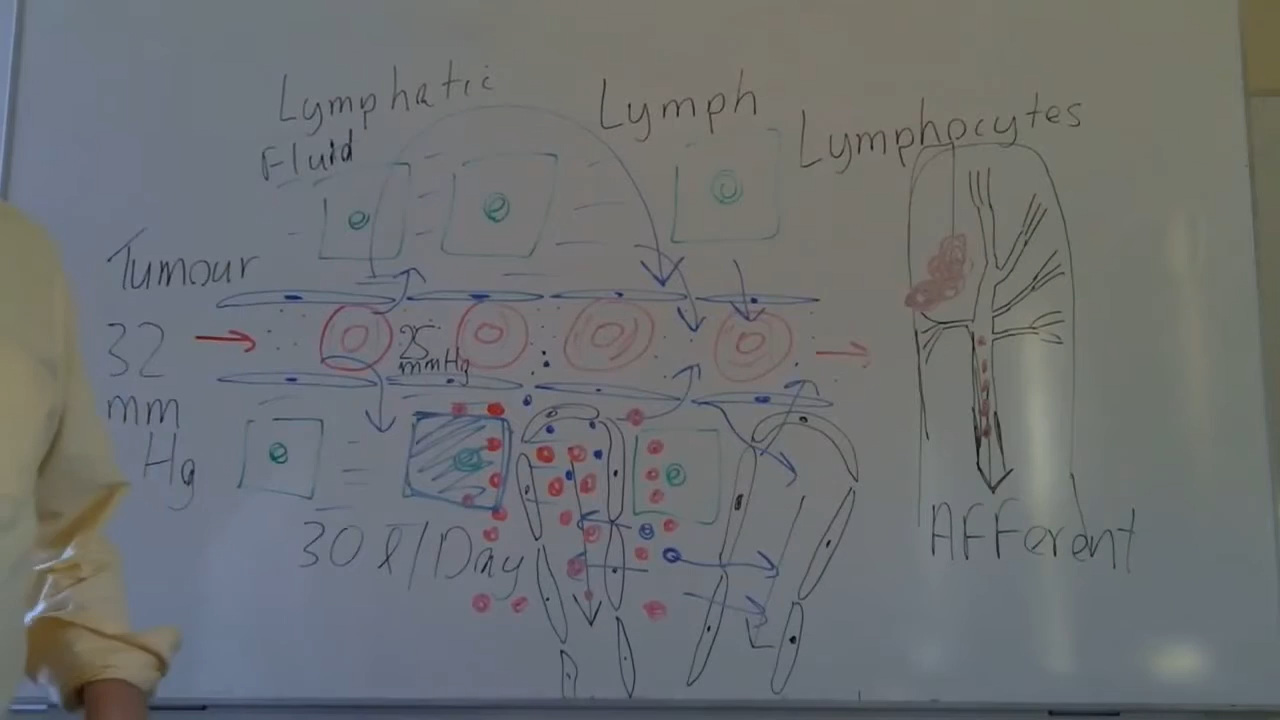 Lymphatic
Fluid
Lymph
Lymphocytes
Tumour
32
mm
Hg
25
mmHg
30 l/Day
AFFerent